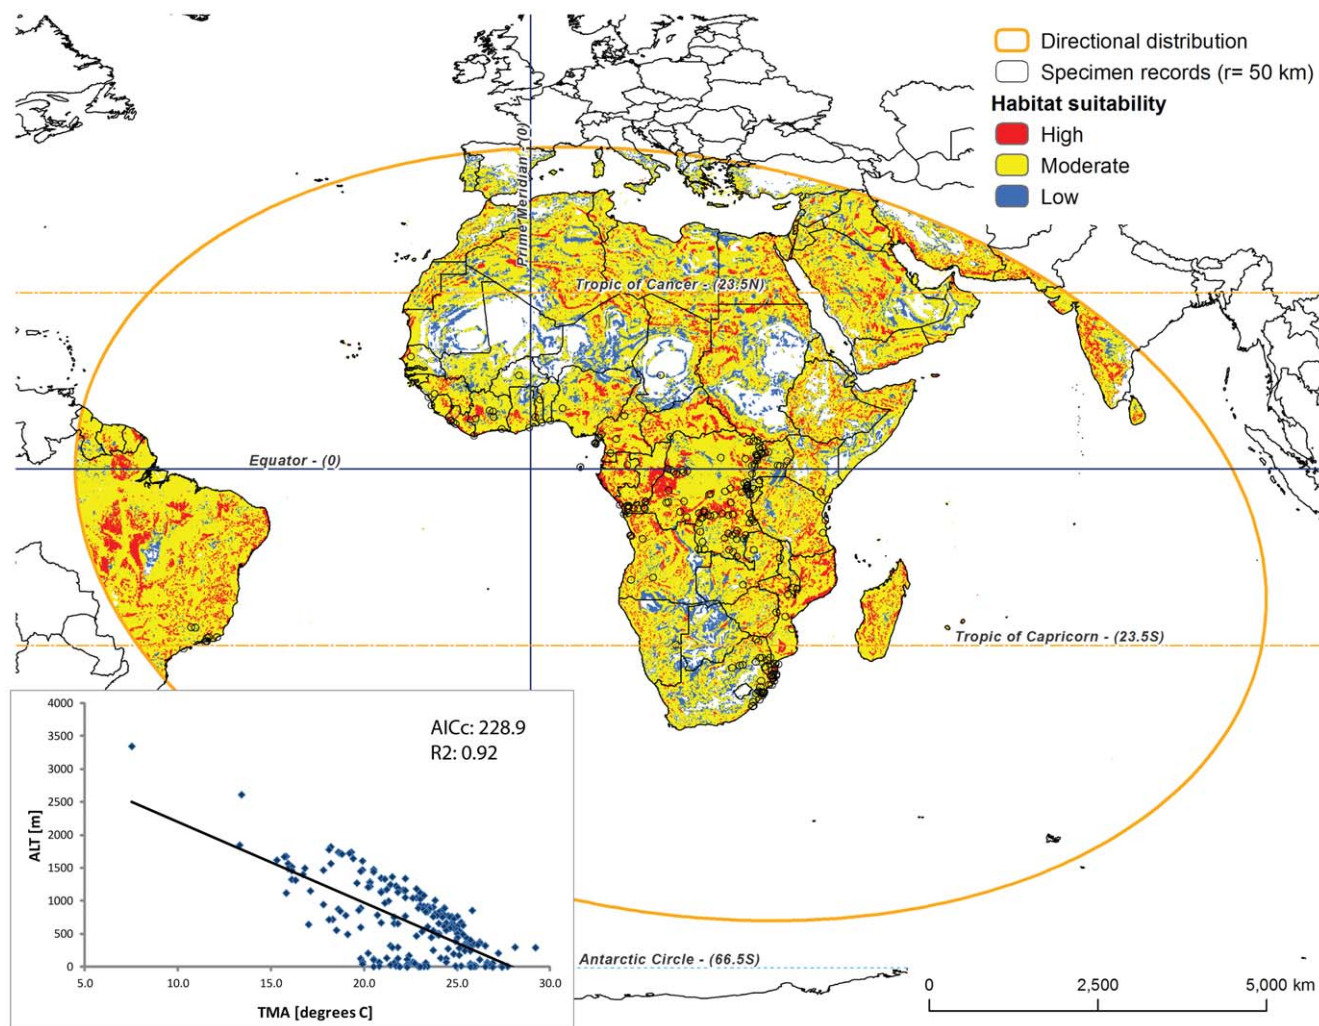 Directional distribution
Specimen records (r= 50 km)
Habitat suitability
High
Moderate
Low
Prime Meridian - (0)
Tropic of Cancer - (23.5N)
Equator - (0)
Tropic of Capricorn - (23.5S)
4000
3500
3000
2500
2000
1500
1000
500
0
ALT [m]
AICc: 228.9
R2: 0.92
5.0 10.0 15.0 20.0 25.0 30.0
TMA [degrees C]
Antarctic Circle - (66.5S)
0 2,500 5,000 km